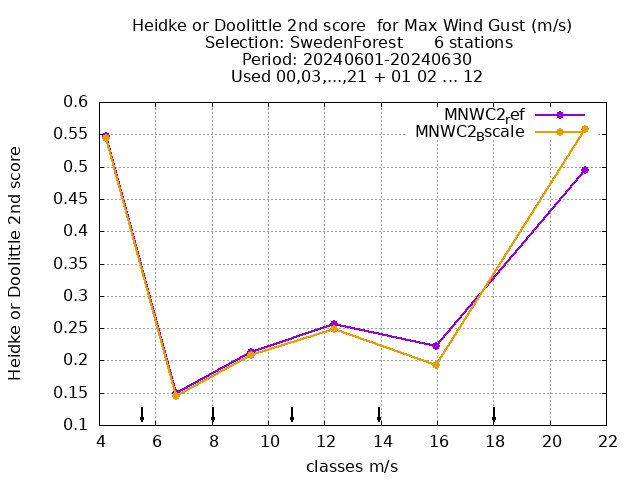 Heidke or Doolittle 2nd score  for Max Wind Gust (m/s)
Selection: SwedenForest      6 stations
Period: 20240601-20240630
Used 00,03,...,21 + 01 02 ... 12
Heidke or Doolittle 2nd score
0.6
0.55
0.5
0.45
0.4
0.35
0.3
0.25
0.2
0.15
0.1
MNWC2ref
MNWC2Bscale
4 6 8 10 12 14 16 18 20 22
classes m/s